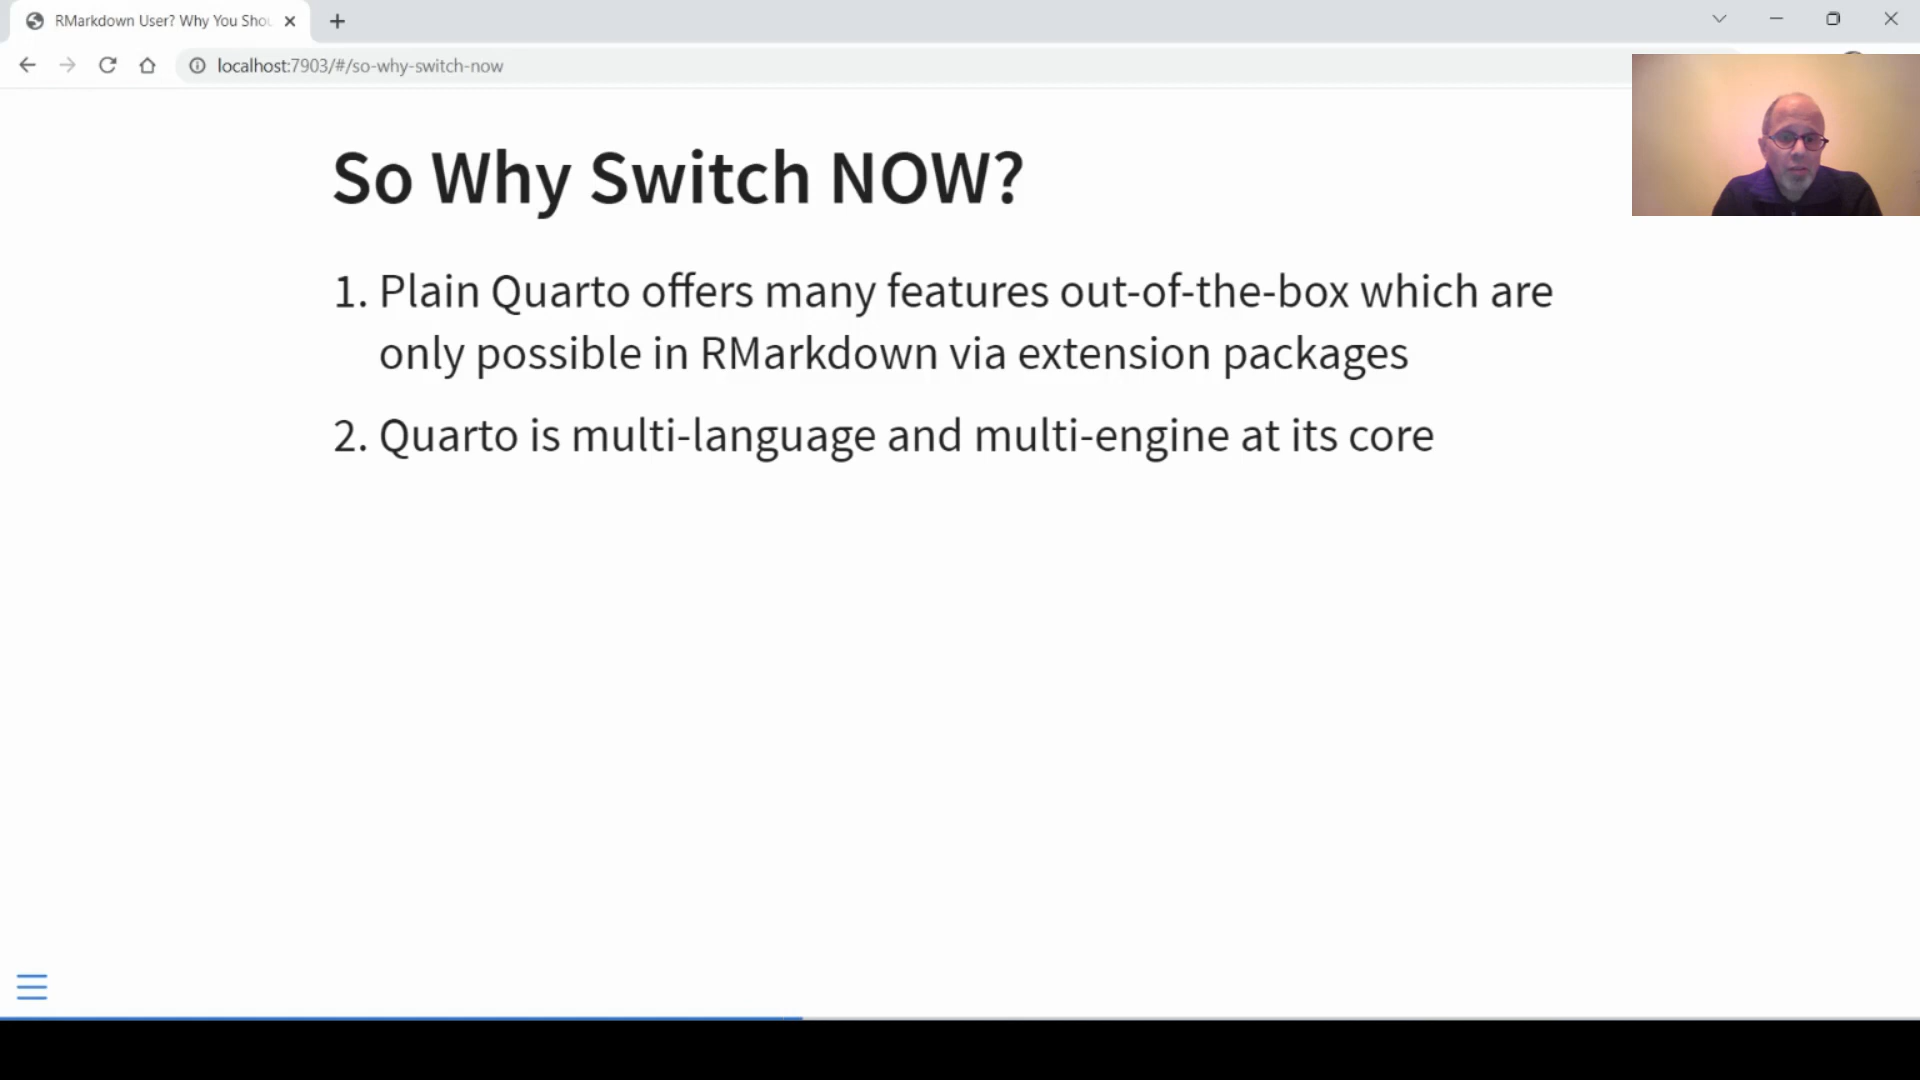 RMarkdown User? Why You Shou
localhost:7903/#/so-why-switch-now
So Why Switch NOW?
1. Plain Quarto offers many features out-of-the-box which are
only possible in RMarkdown via extension packages
2. Quarto is multi-language and multi-engine at its core